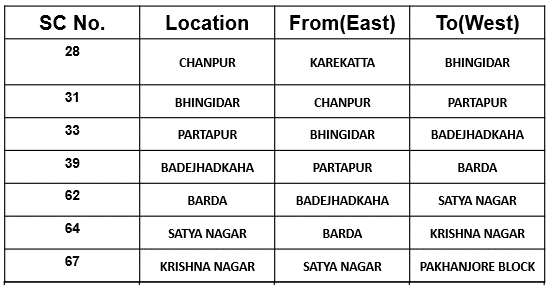 SC No. Location From(East) To(West)
28 CHANPUR KAREKATTA BHINGIDAR
31 BHINGIDAR CHANPUR PARTAPUR
33 PARTAPUR BHINGIDAR BADEJHADKAHA
39 BADEJHADKAHA PARTAPUR BARDA
62 BARDA BADEJHADKAHA SATYA NAGAR
64 SATYA NAGAR BARDA KRISHNA NAGAR
67 KRISHNA NAGAR SATYA NAGAR PAKHANJORE BLOCK